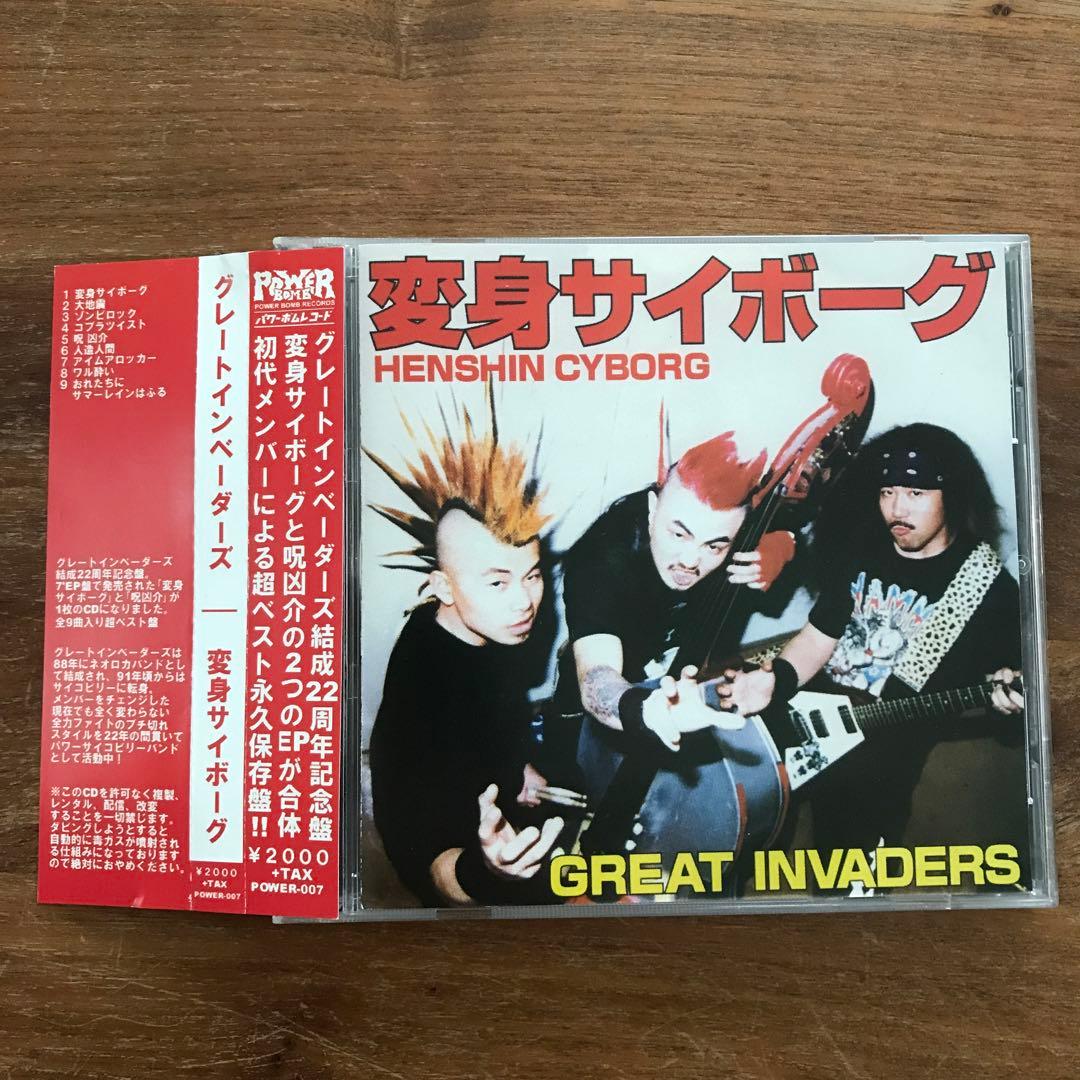 1 変身サイボーグ
2 大地震
3 ゾンビロック
4 コブラツイスト
5 呪 凶介
6 人造人間
7 アイムアロッカー
8 ワル酔い
9 おれたちに
サマーレインはふる
グレートインベーダーズ
結成22周年記念盤。
7"EP盤で発売された「変身
サイボーグ」と「呪凶介」が
1枚のCDになりました。
全9曲入り超ベスト盤
グレートインベーダーズは
88年にネオロカバンドとし
て結成され、91年頃からは
サイコビリーに転身。
メンバーをチェンジした
現在でも全く変わらない
全力ファイトのブチ切れ
スタイルを22年の間貫いて
パワーサイコビリーバンド
として活動中!
※このCDを許可なく複製、
レンタル、配信、改変
することを一切禁じます。
ダビングしようとすると
自動的に毒ガスが噴射され
る仕組みになっております
ので絶対におやめください。
グレートインベーダーズ ― 変身サイボーグ
¥2000
+TAX
POWER-007
POWER
BOMB
POWER BOMB RECORDS
パワーボムレコード
グレートインベーダーズ結成22周年記念盤
変身サイボーグと呪凶介の2つのEPが合体
初代メンバーによる超ベスト永久保存盤!!
¥2000
+TAX
POWER-007
変身サイボーグ
HENSHIN CYBORG
GREAT INVADERS